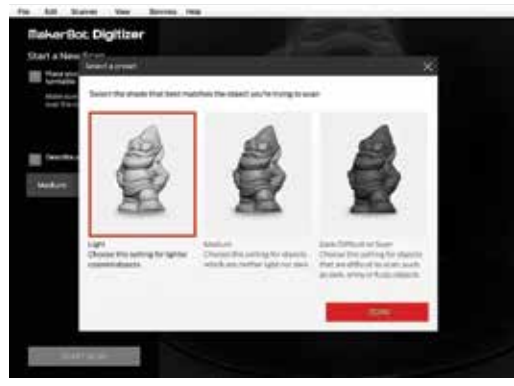 File Edit Scanner View Services Help
MakerBot Digitizer
Start a New Scan
Select a preset
Select the shade that best matches the object you're trying to scan
Light
Choose this setting for lighter
colored objects.
Medium
Choose this setting for objects
which are neither light nor dark.
Dark/Difficult to Scan
Choose this setting for objects
that are difficult to scan, such
as dark, shiny or fuzzy objects.
Medium
SCAN
START SCAN